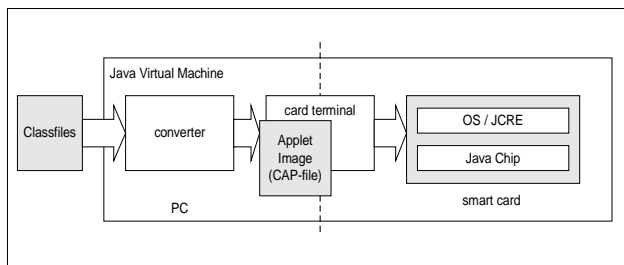 Java Virtual Machine
Classfiles
converter
card terminal
Applet
Image
(CAP-file)
OS / JCRE
Java Chip
PC
smart card